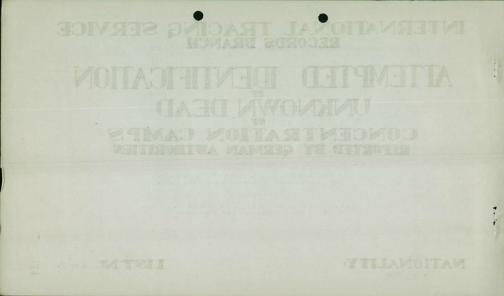 INTERNATIONAL TRACING SERVICE
RECORDS BRANCH
ATTEMPTED IDENTIFICATION
OF
UNKNOWN DEAD
OF
CONCENTRATION CAMPS
REPORTED BY GERMAN AUTHORITIES
NATIONALITY LIST Nº